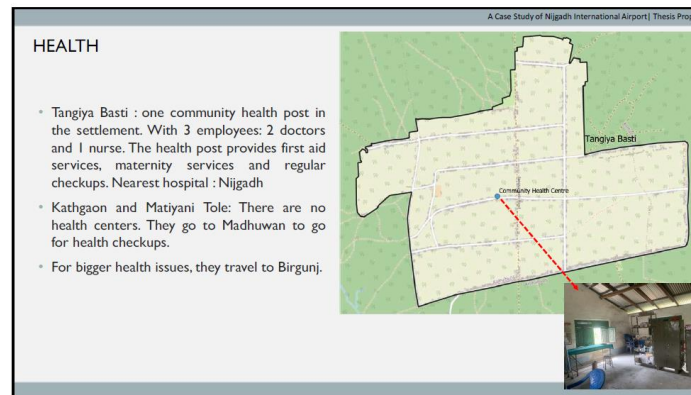 A Case Study of Nijgadh International Airport| Thesis Prop
HEALTH
• Tangiya Basti : one community health post in
the settlement. With 3 employees: 2 doctors
and 1 nurse. The health post provides first aid
services, maternity services and regular
checkups. Nearest hospital : Nijgadh
• Kathgaon and Matiyani Tole: There are no
health centers. They go to Madhuwan to go
for health checkups.
• For bigger health issues, they travel to Birgunj.
Tangiya Basti
Community Health Centre